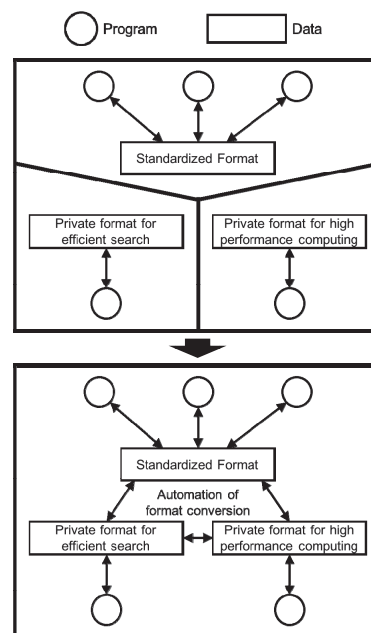 Program
Data
Standardized Format
Private format for
efficient search
Private format for high
performance computing
Standardized Format
Automation of
format conversion
Private format for
efficient search
Private format for high
performance computing